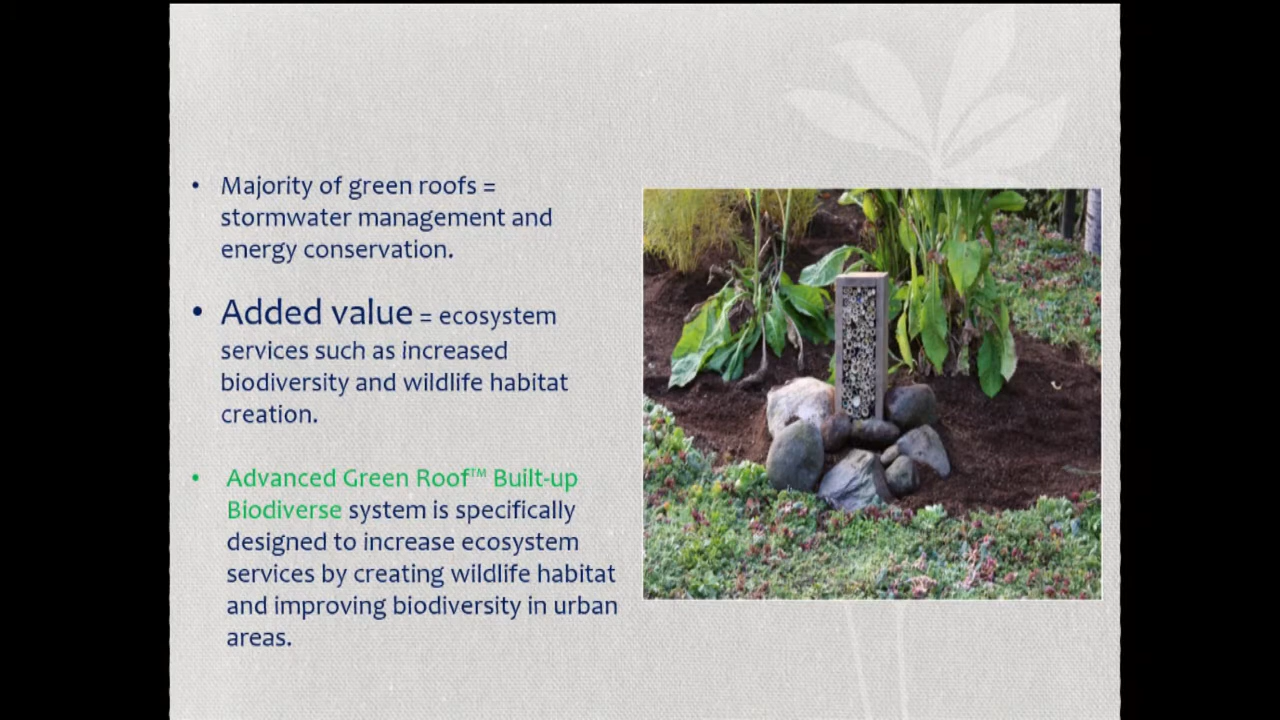 • Majority of green roofs =
stormwater management and
energy conservation.
• Added value = ecosystem
services such as increased
biodiversity and wildlife habitat
creation.
• Advanced Green Roof™ Built-up
Biodiverse system is specifically
designed to increase ecosystem
services by creating wildlife habitat
and improving biodiversity in urban
areas.